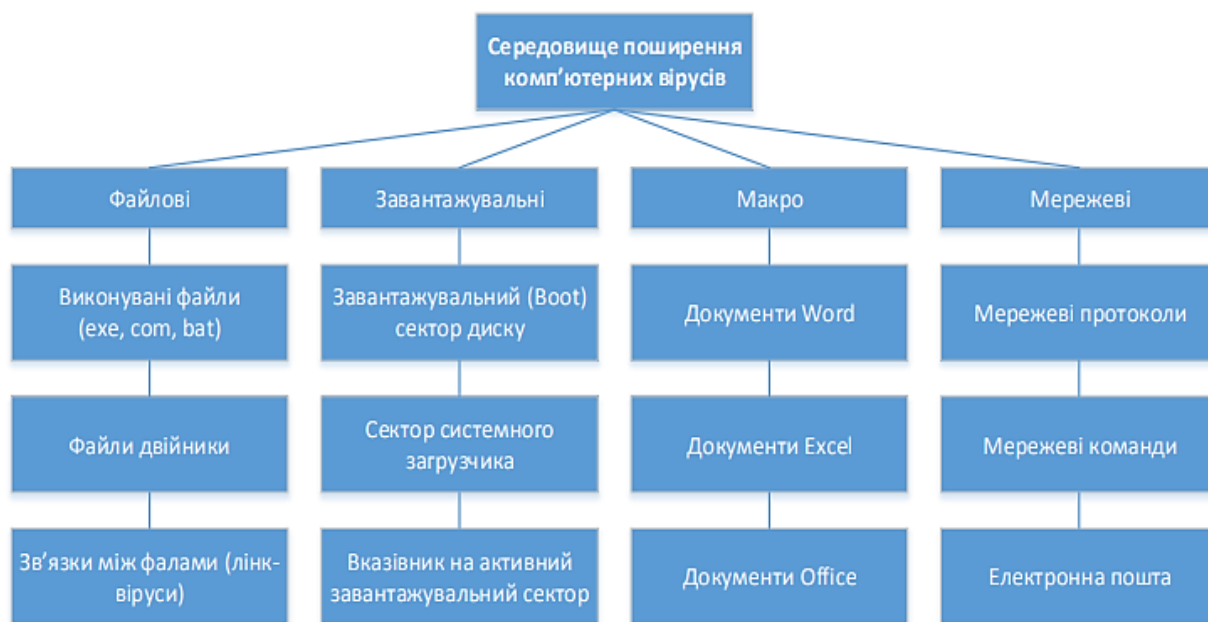 Середовище поширення
комп’ютерних вірусів
Файлові
Завантажувальні
Макро
Мережеві
Виконувані файли
(exe, com, bat)
Завантажувальний (Boot)
сектор диску
Документи Word
Мережеві протоколи
Файли двійники
Сектор системного
загрузчика
Документи Excel
Мережеві команди
Зв’язки між фалами (лінк-
віруси)
Вказівник на активний
завантажувальний сектор
Документи Office
Електронна пошта